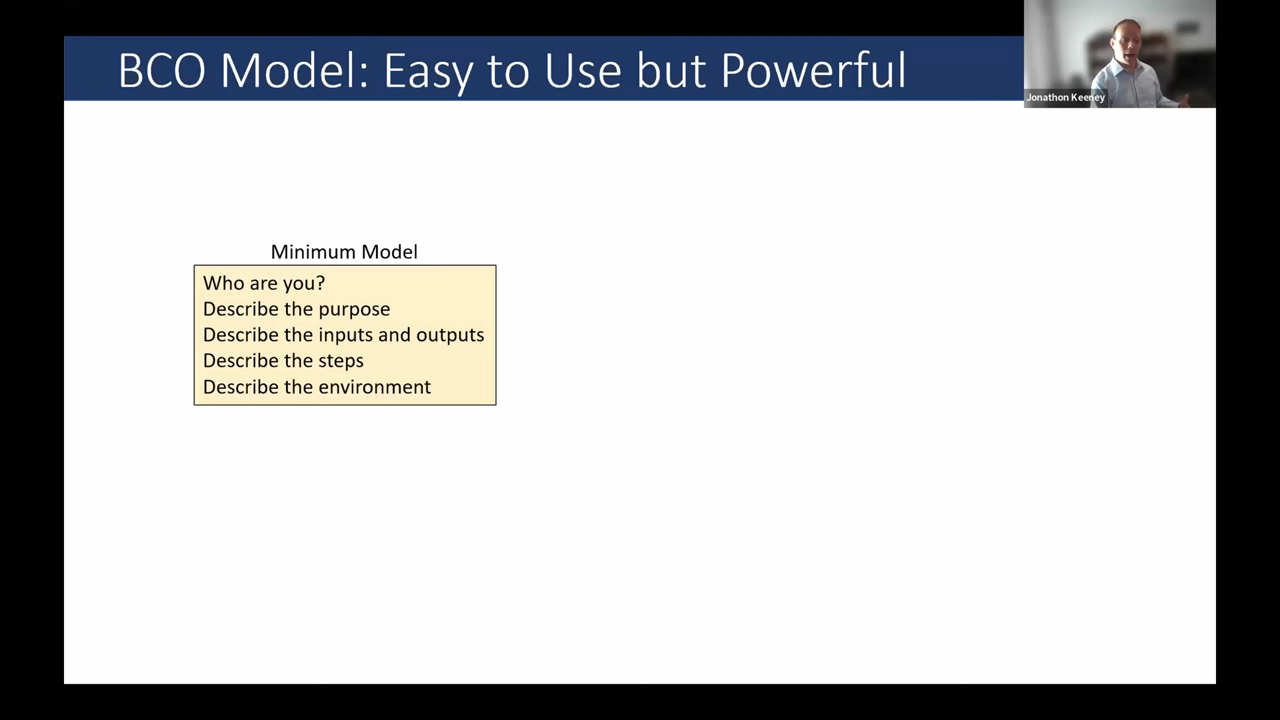 BCO Model: Easy to Use but Powerful
Jonathon Keeney
Minimum Model
Who are you?
Describe the purpose
Describe the inputs and outputs
Describe the steps
Describe the environment